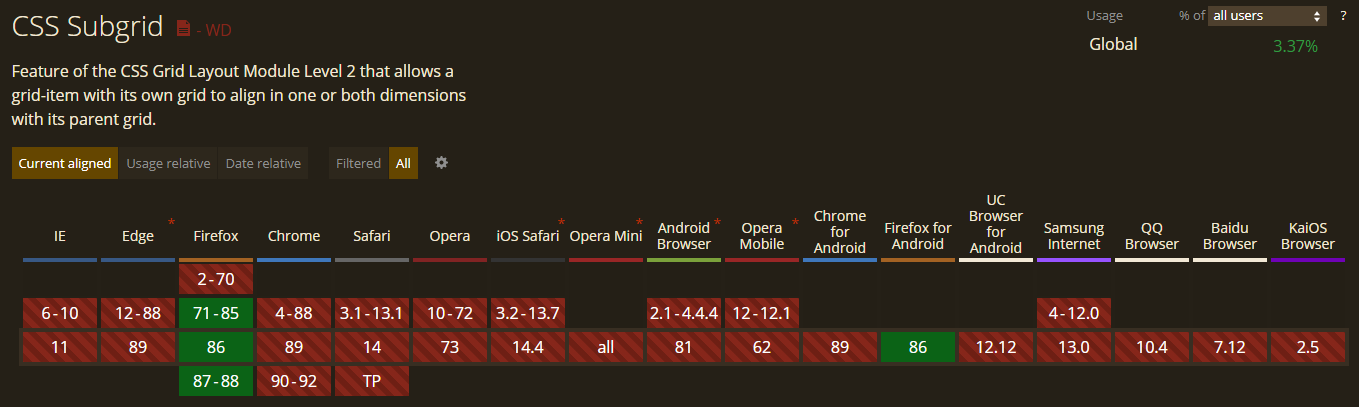 CSS Subgrid - WD
Usage % of all users ?
Global 3.37%
Feature of the CSS Grid Layout Module Level 2 that allows a
grid-item with its own grid to align in one or both dimensions
with its parent grid.
Current aligned Usage relative Date relative Filtered All
IE
Edge *
Firefox
Chrome
Safari
Opera
iOS Safari *
Opera Mini *
Android
Browser *
Opera
Mobile *
Chrome
for
Android
Firefox for
Android
UC
Browser
for
Android
Samsung
Internet
QQ
Browser
Baidu
Browser
KaiOS
Browser
2-70
6-10 12-88 71-85 4-88 3.1-13.1 10-72 3.2-13.7 2.1-4.4.4 12-12.1 4-12.0
11 89 86 89 14 73 14.4 all 81 62 89 86 12.12 13.0 10.4 7.12 2.5
87-88 90-92 TP